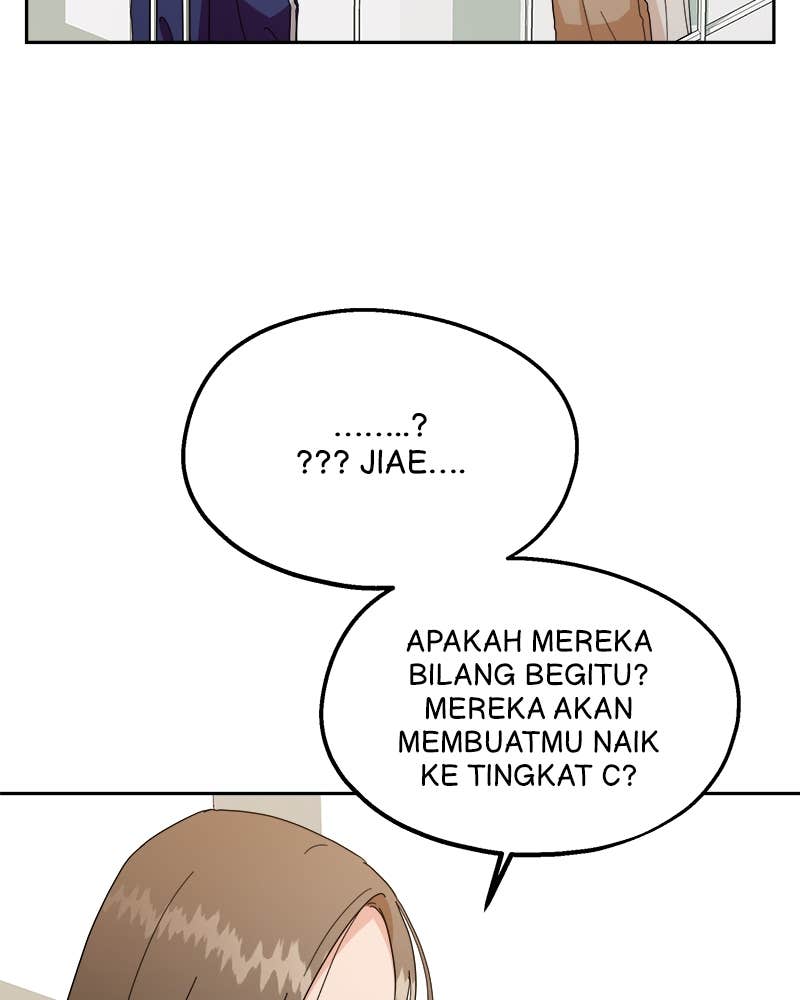 ……..?
??? JIAE….
APAKAH MEREKA
BILANG BEGITU?
MEREKA AKAN
MEMBUATMU NAIK
KE TINGKAT C?